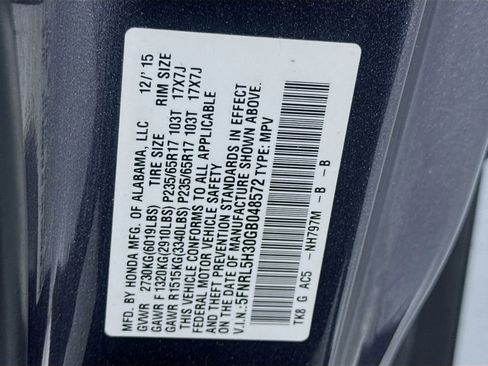 MFD. BY HONDA MFG. OF ALABAMA, LLC 12/'15
TIRE SIZE RIM SIZE
GVWR 2730KG(6019LBS)
GAWR F 1320KG(2910LBS) P235/65R17 103T 17X7J
GAWR R1515KG(3340LBS) P235/65R17 103T 17X7J
THIS VEHICLE CONFORMS TO ALL APPLICABLE
FEDERAL MOTOR VEHICLE SAFETY
AND THEFT PREVENTION STANDARDS IN EFFECT
ON THE DATE OF MANUFACTURE SHOWN ABOVE.
V.I.N.: 5FNRL5H30GB048572 TYPE: MPV
TK8 G AC5 - NH797M - B - B